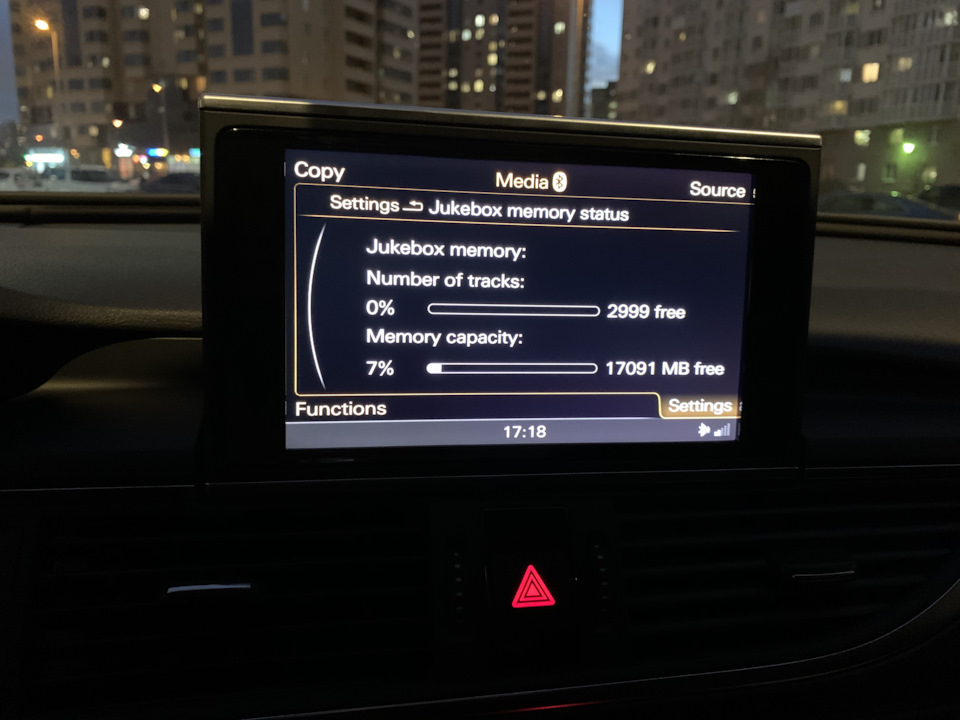 Copy
Media
Source
Settings Jukebox memory status
Jukebox memory:
Number of tracks:
0% 2999 free
Memory capacity:
7% 17091 MB free
Functions
Settings
17:18